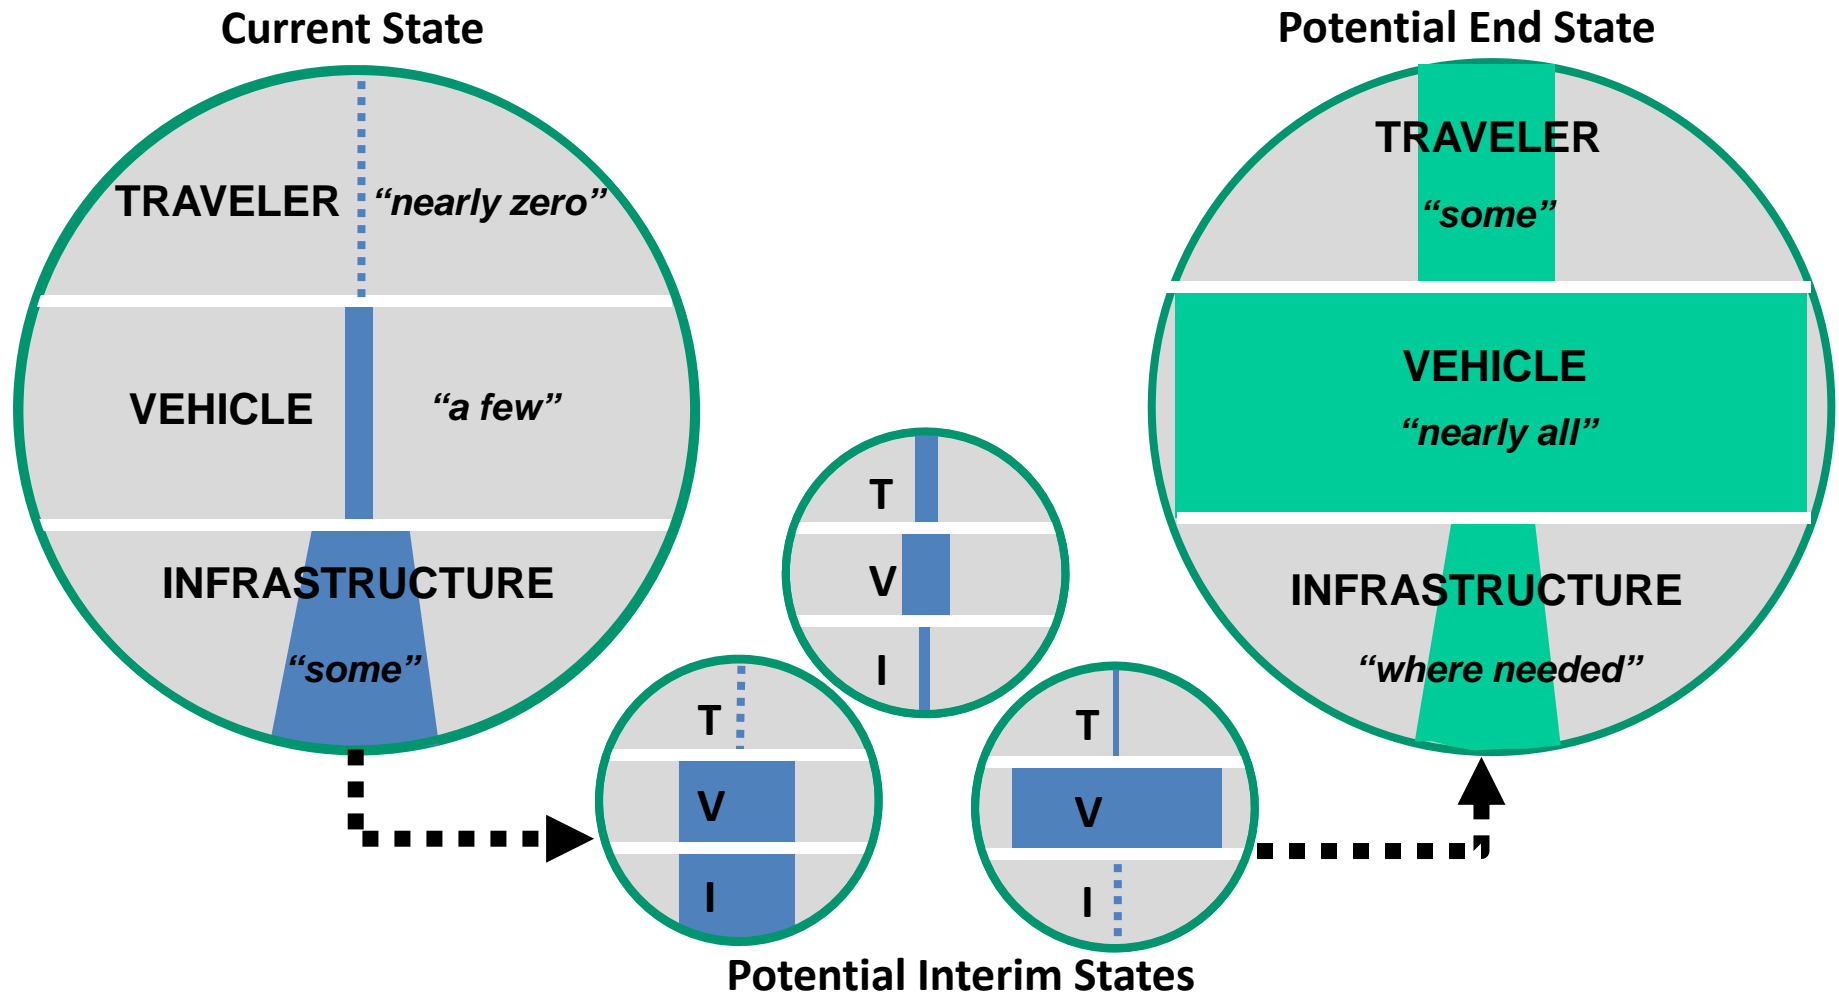 Current State
TRAVELER “nearly zero”
VEHICLE “a few”
INFRASTRUCTURE
“some”
T
V
I
T
V
I
T
V
I
Potential Interim States
Potential End State
TRAVELER
“some”
VEHICLE
“nearly all”
INFRASTRUCTURE
“where needed”